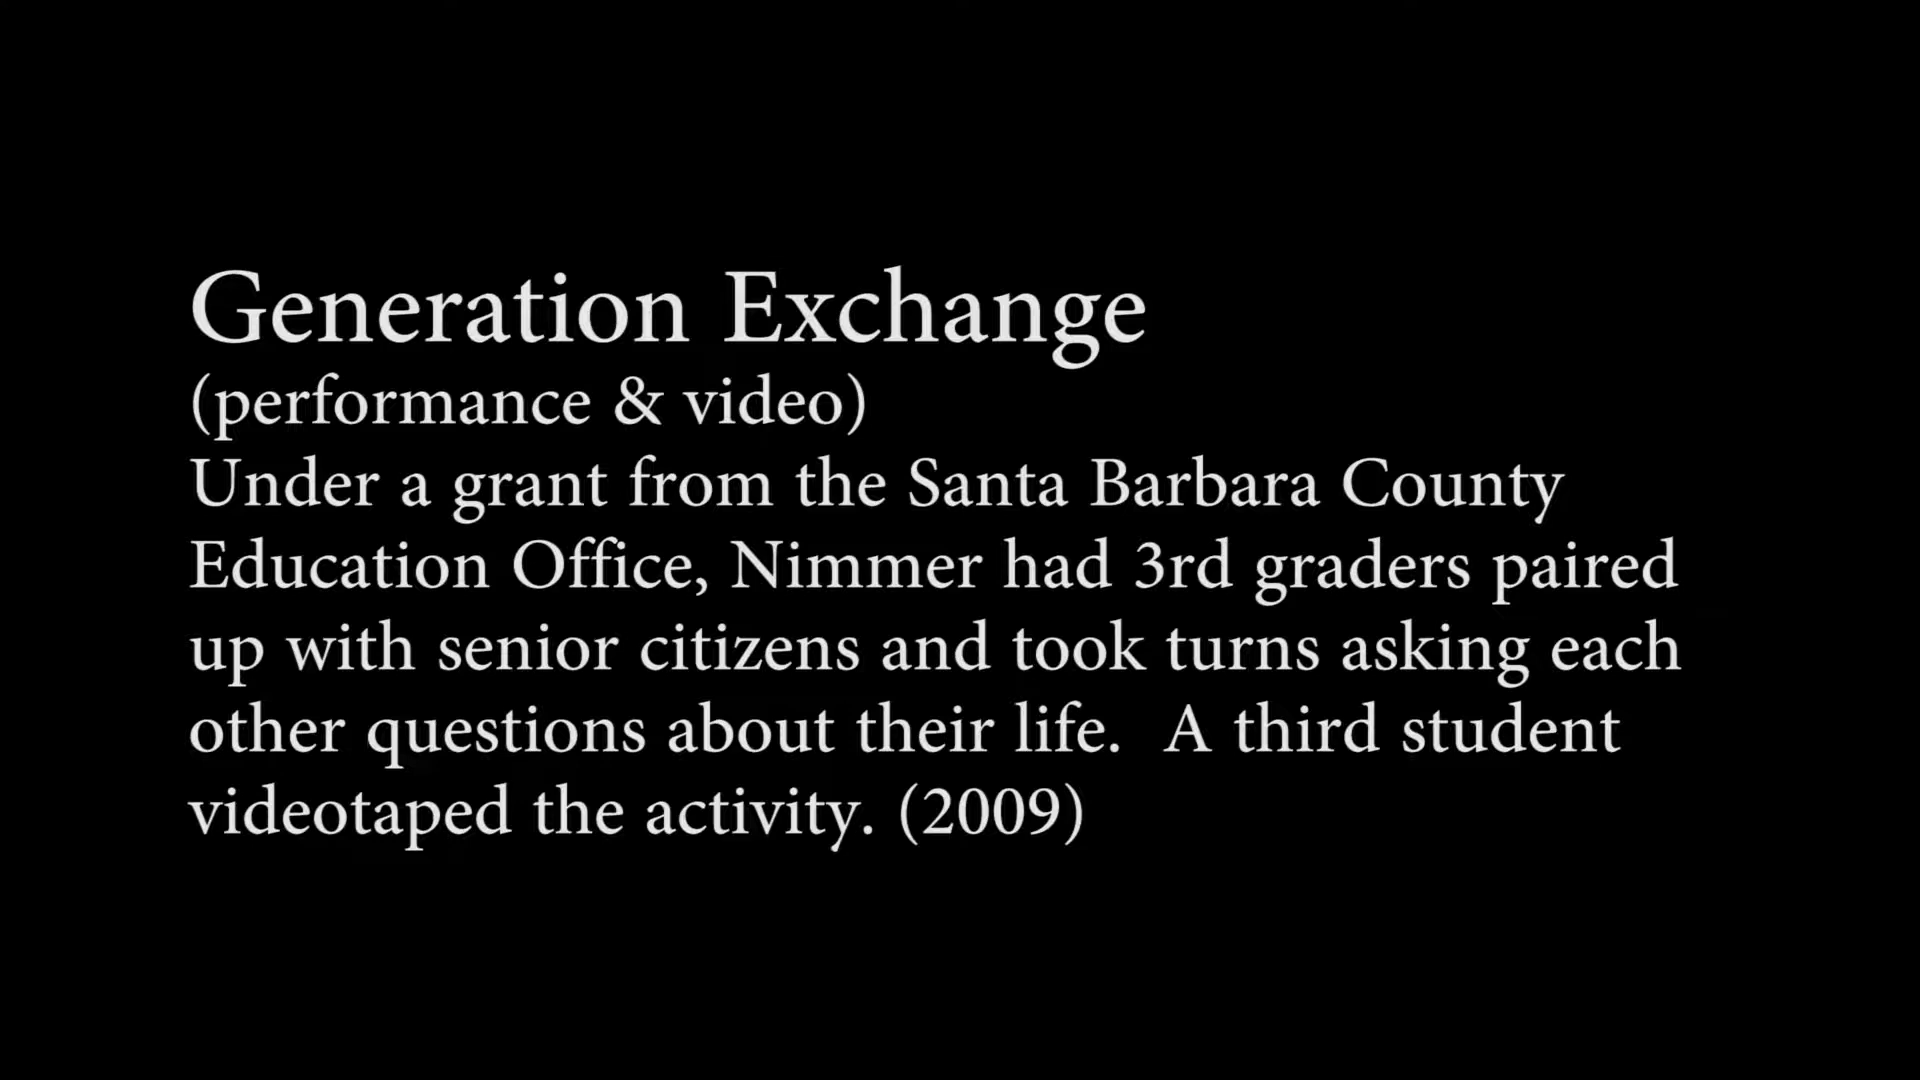 Generation Exchange
(performance & video)
Under a grant from the Santa Barbara County
Education Office, Nimmer had 3rd graders paired
up with senior citizens and took turns asking each
other questions about their life.  A third student
videotaped the activity. (2009)